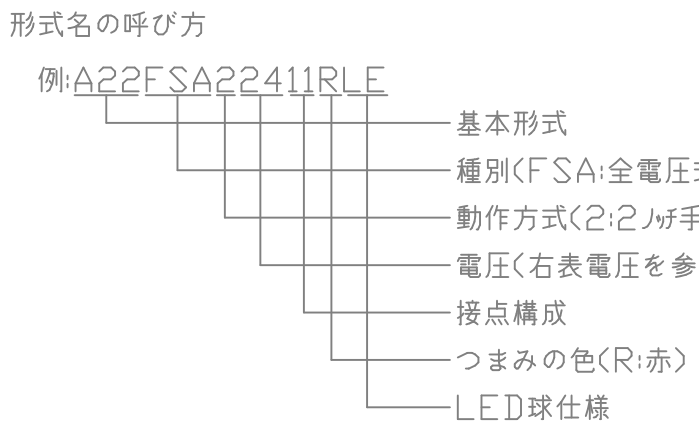 形式名の呼び方
例:A22FSA22411RLE
基本形式
種別(FSA:全電圧式
動作方式(2:2ノッチ手
電圧(右表電圧を参
接点構成
つまみの色(R:赤)
LED球仕様